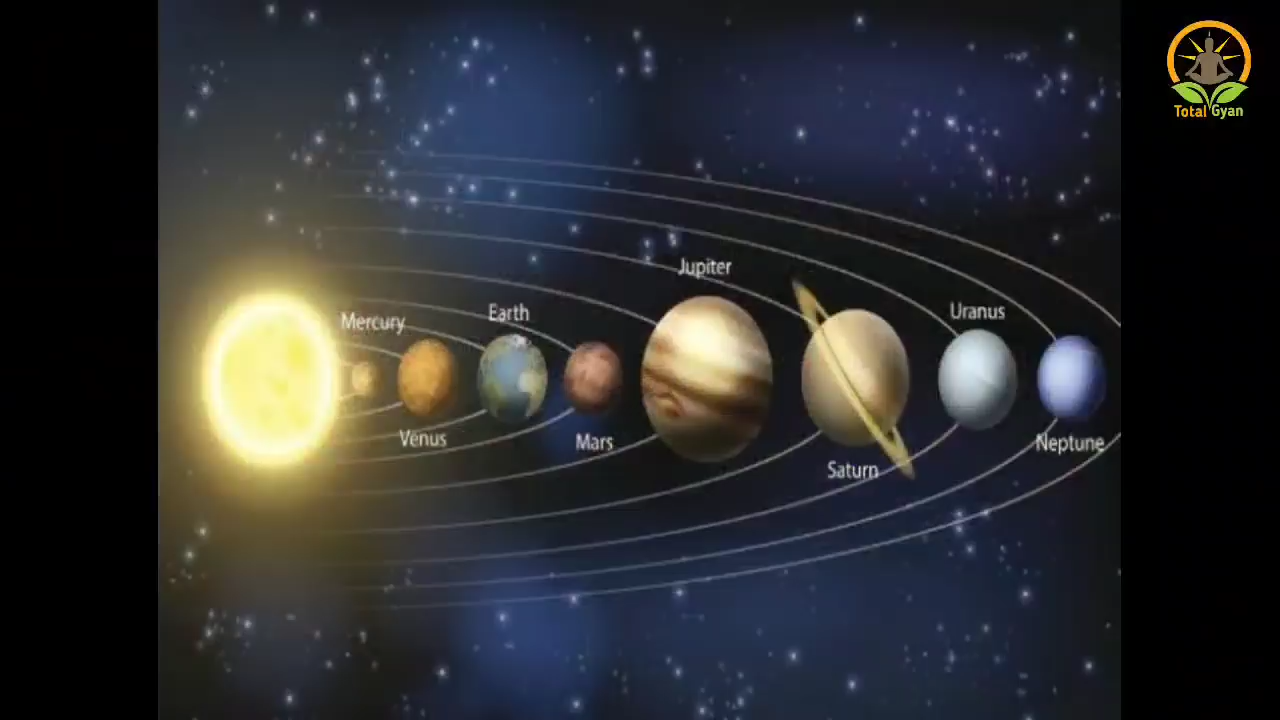 Total Gyan
Jupiter
Earth
Uranus
Mercury
Venus
Mars
Neptune
Saturn